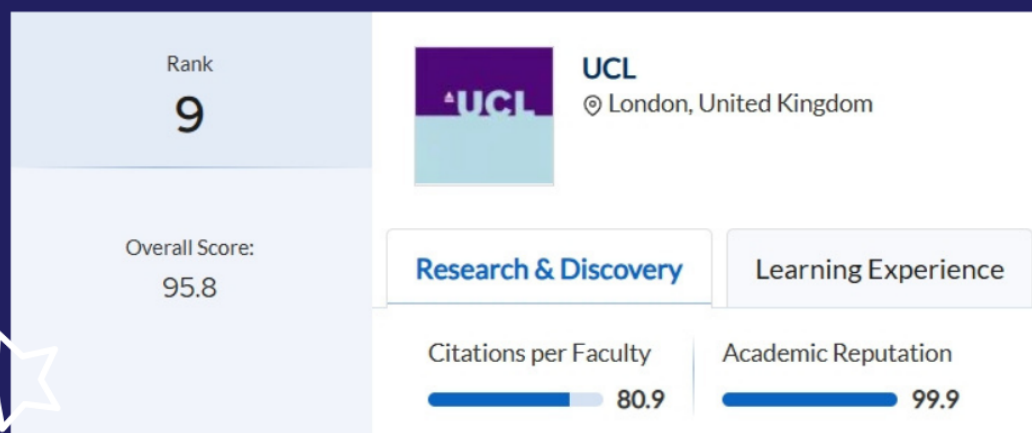 Rank
9
Overall Score:
95.8
UCL
UCL
London, United Kingdom
Research & Discovery
Learning Experience
Citations per Faculty
80.9
Academic Reputation
99.9